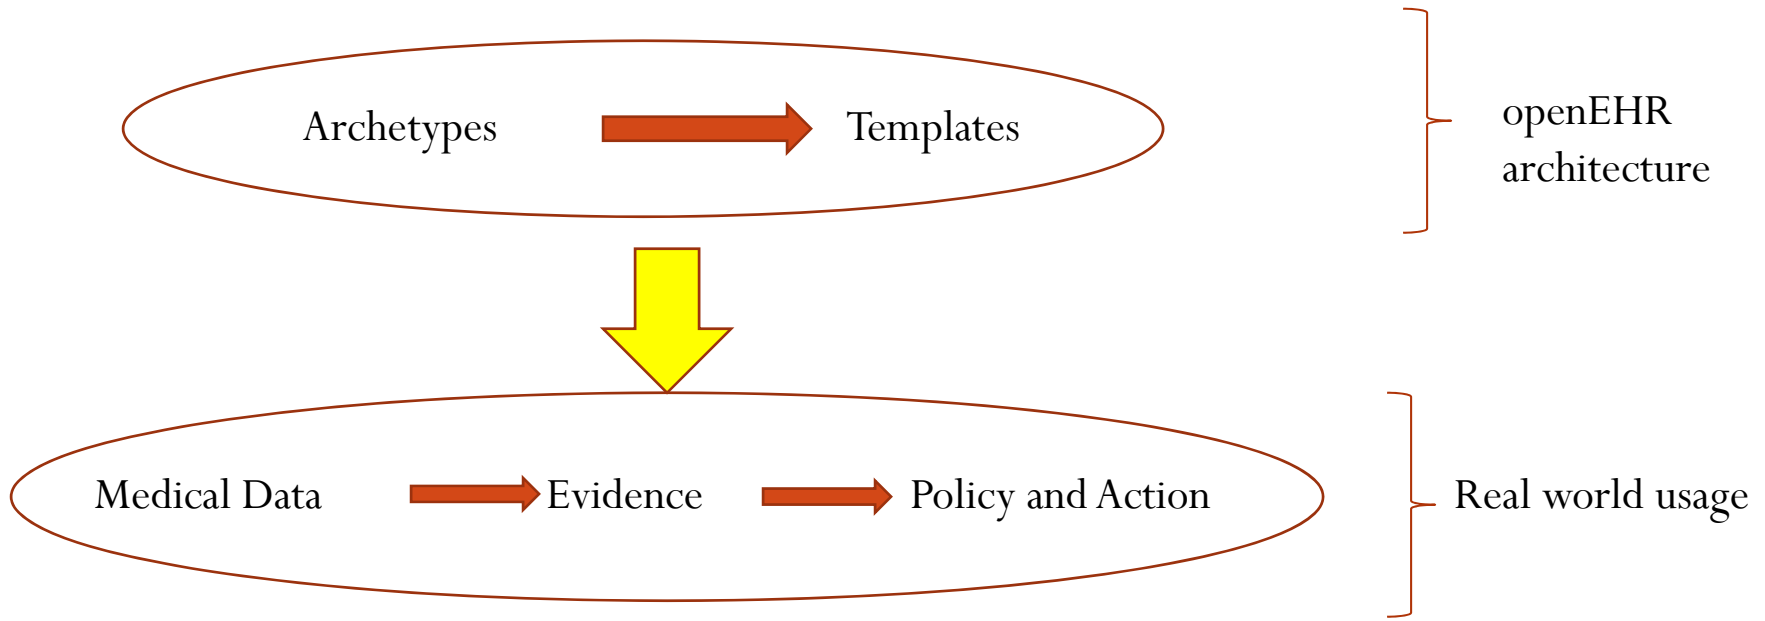 Archetypes
Templates
openEHR
architecture
Medical Data
Evidence
Policy and Action
Real world usage